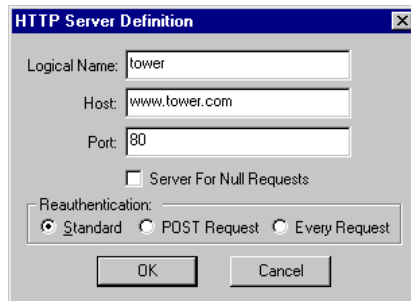 HTTP Server Definition
Logical Name: tower
Host: www.tower.com
Port: 80
Server For Null Requests
Reauthentication:
Standard POST Request Every Request
OK Cancel